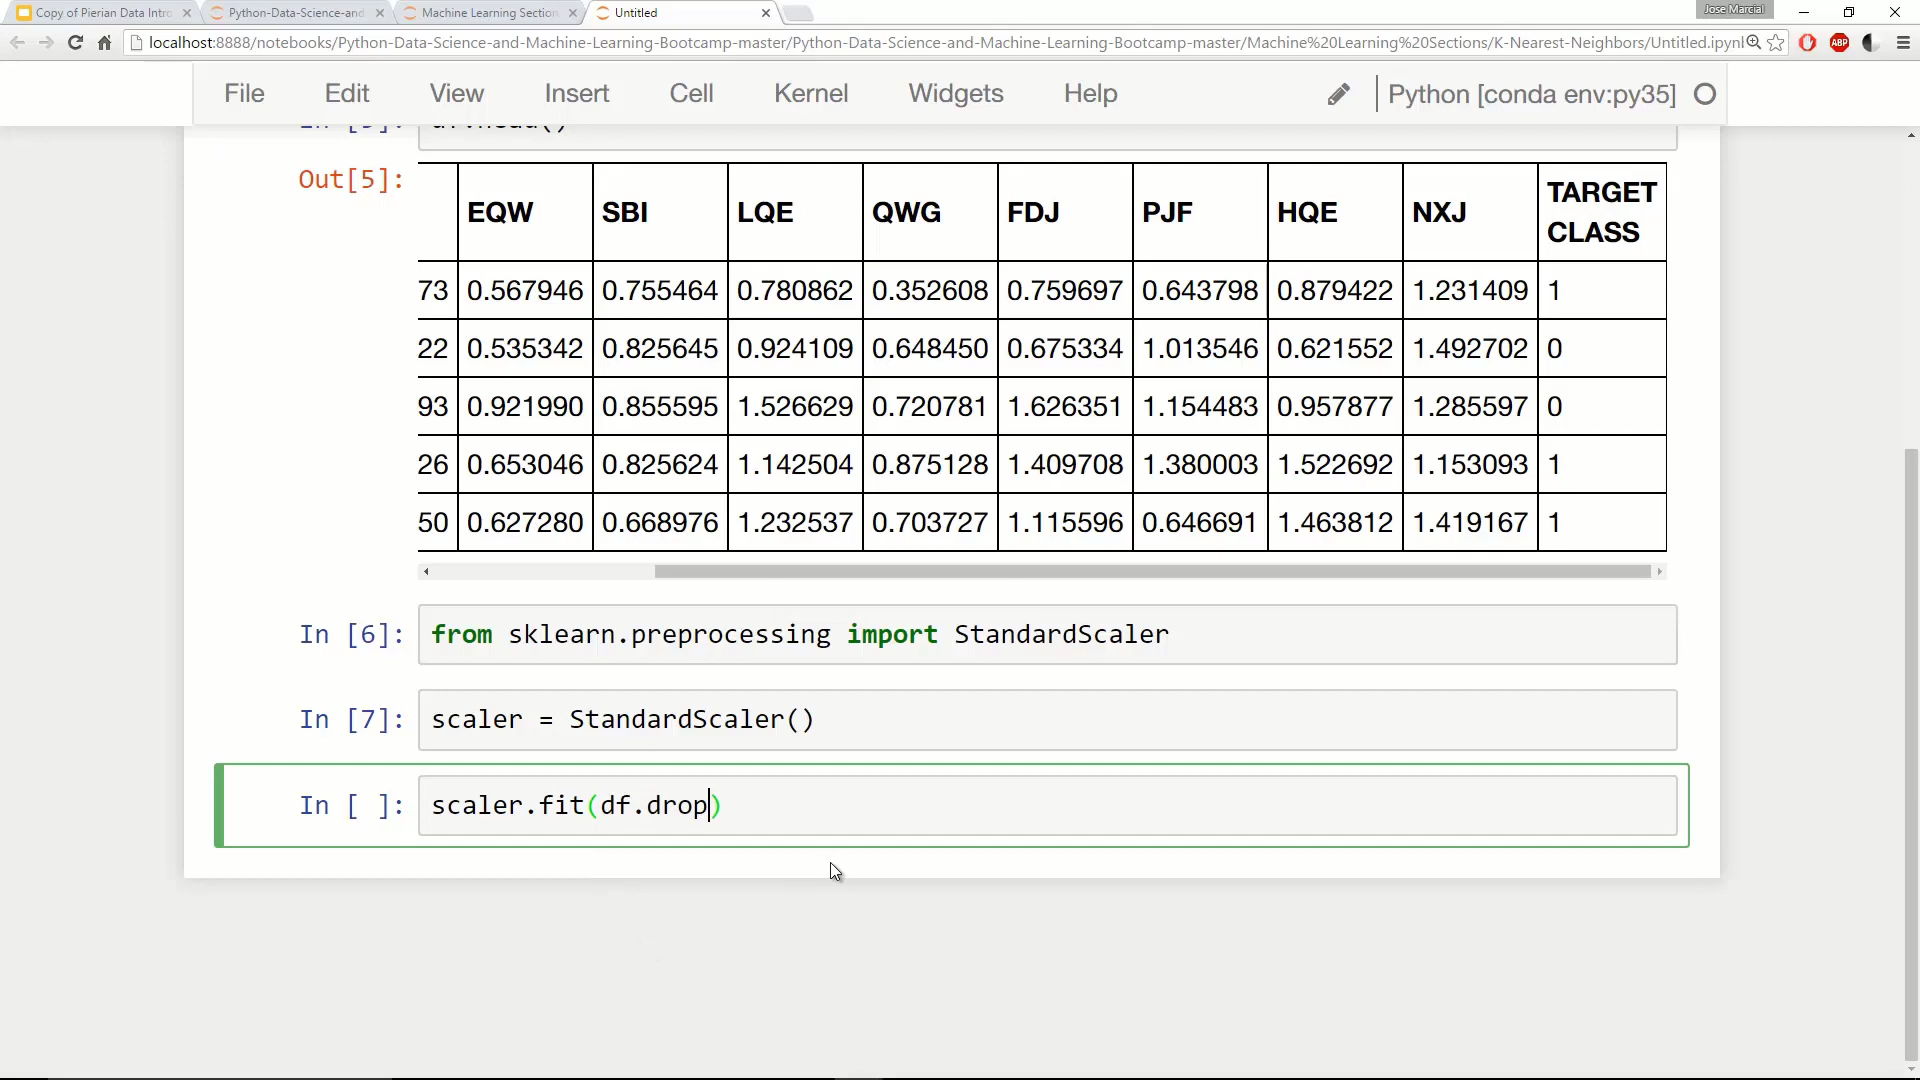 Copy of Pierian Data Intro
Python-Data-Science-and-
Machine Learning Section
Untitled
Jose Marcial
localhost:8888/notebooks/Python-Data-Science-and-Machine-Learning-Bootcamp-master/Python-Data-Science-and-Machine-Learning-Bootcamp-master/Machine%20Learning%20Sections/K-Nearest-Neighbors/Untitled.ipynb
ABP
File Edit View Insert Cell Kernel Widgets Help Python [conda env:py35]
Out[5]:
EQW SBI LQE QWG FDJ PJF HQE NXJ TARGET CLASS
73 0.567946 0.755464 0.780862 0.352608 0.759697 0.643798 0.879422 1.231409 1
22 0.535342 0.825645 0.924109 0.648450 0.675334 1.013546 0.621552 1.492702 0
93 0.921990 0.855595 1.526629 0.720781 1.626351 1.154483 0.957877 1.285597 0
26 0.653046 0.825624 1.142504 0.875128 1.409708 1.380003 1.522692 1.153093 1
50 0.627280 0.668976 1.232537 0.703727 1.115596 0.646691 1.463812 1.419167 1
In [6]: from sklearn.preprocessing import StandardScaler
In [7]: scaler = StandardScaler()
In [ ]: scaler.fit(df.drop)